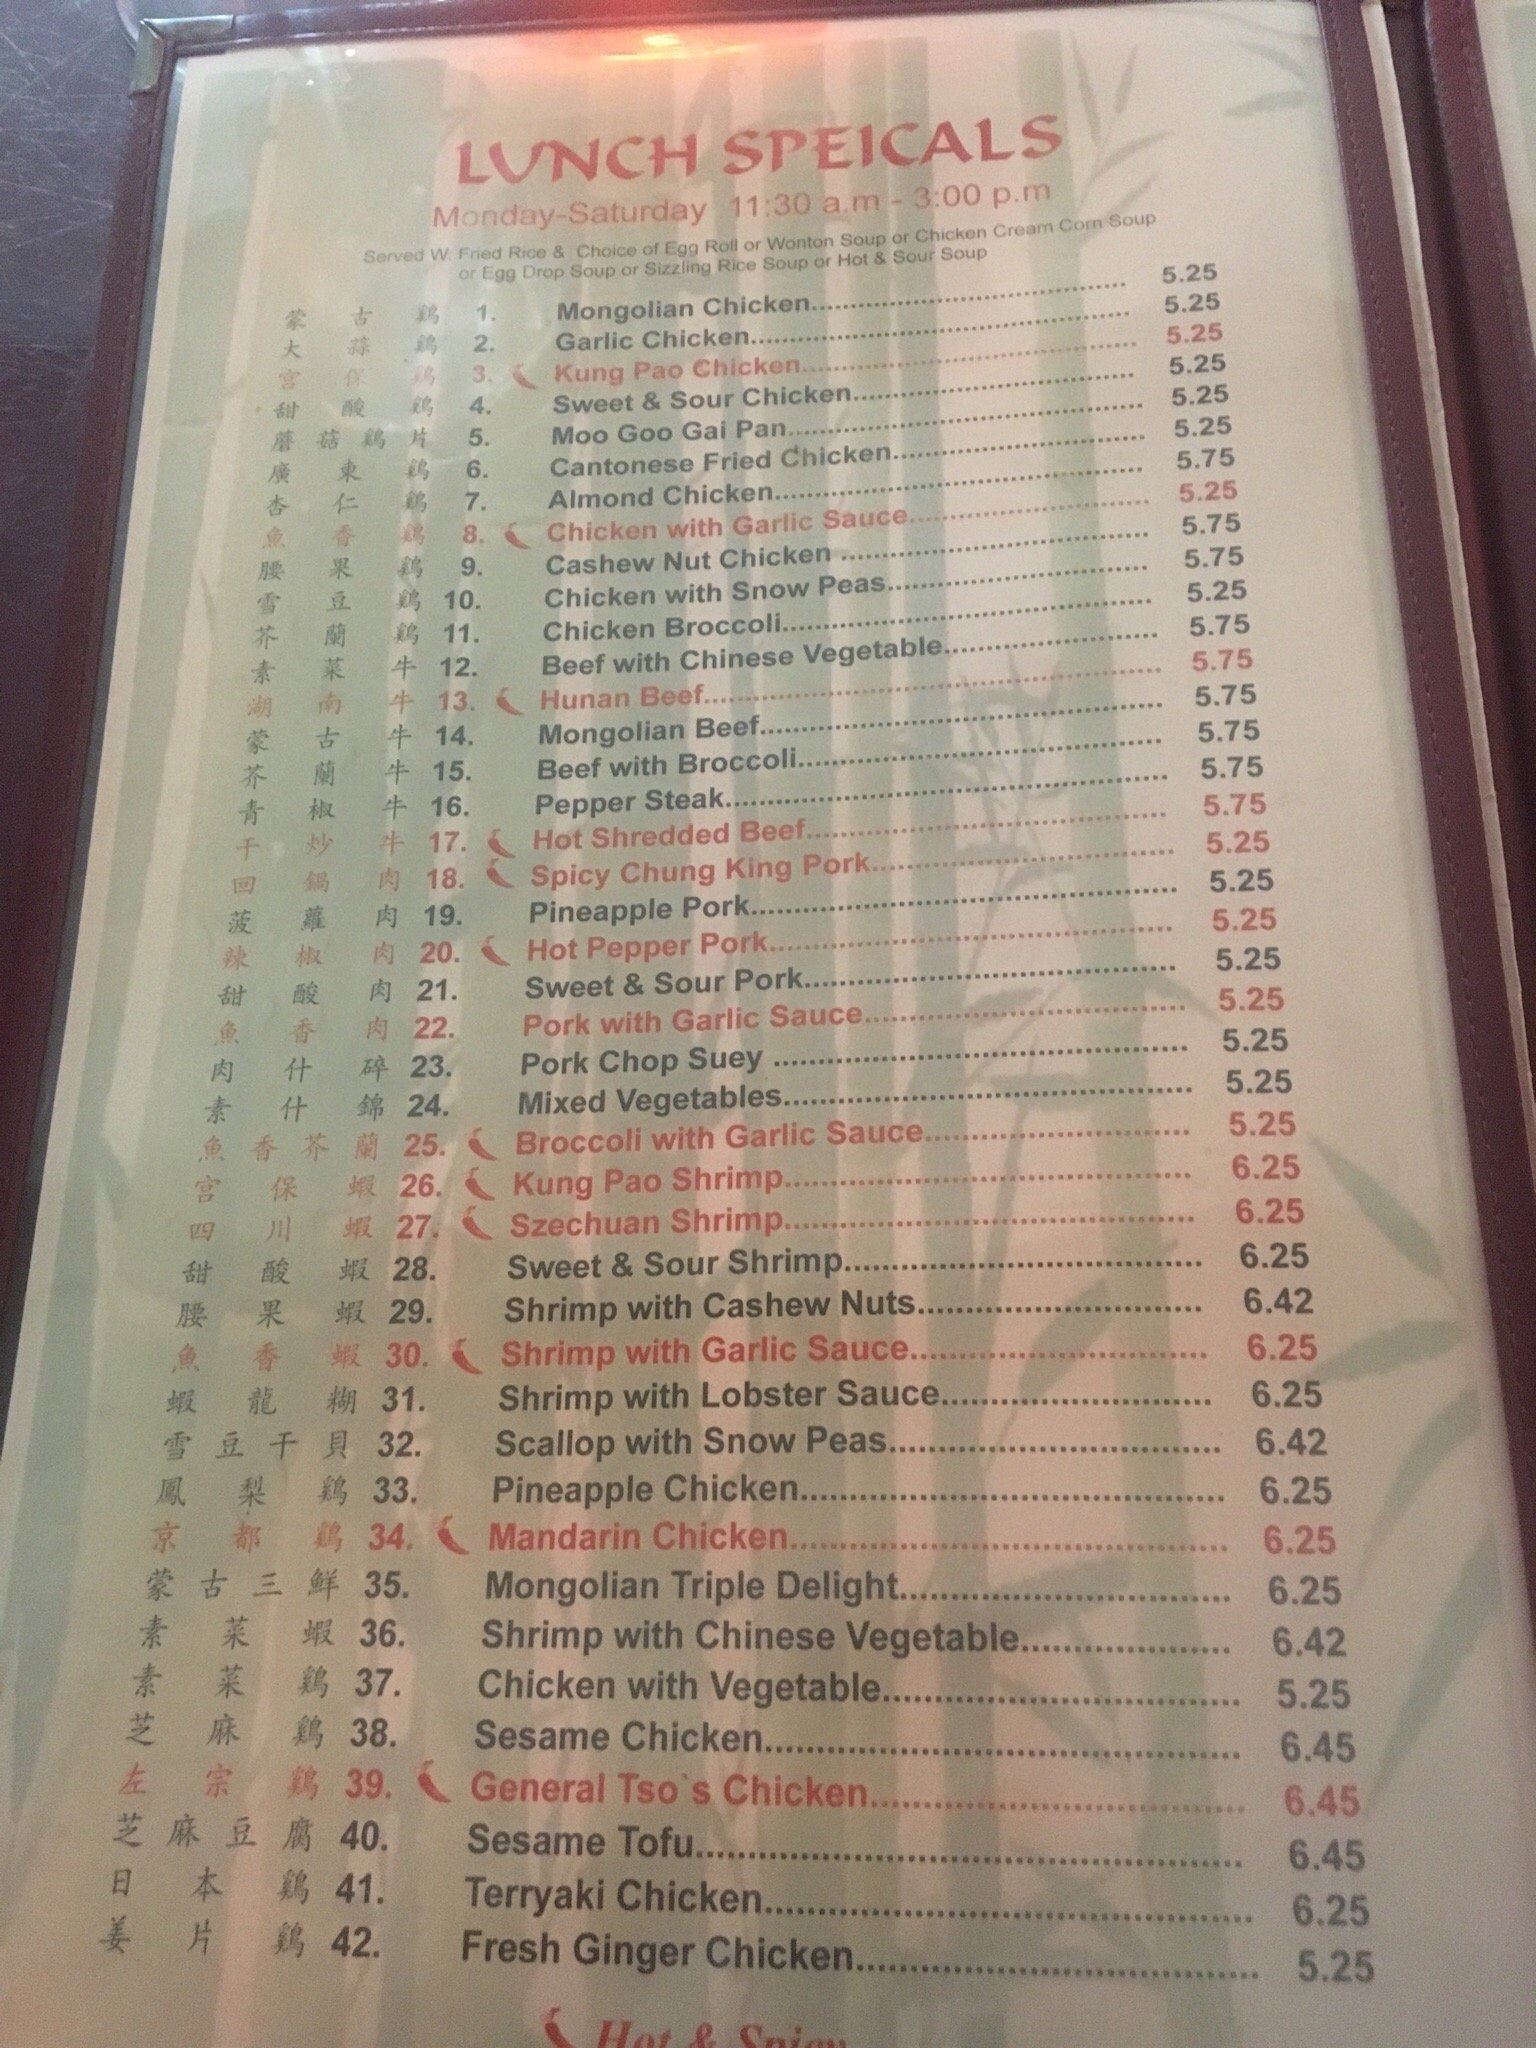 LUNCH SPEICALS
Monday-Saturday 11:30 a.m - 3:00 p.m
Served W. Fried Rice & Choice of Egg Roll or Wonton Soup or Chicken Cream Corn Soup
or Egg Drop Soup or Sizzling Rice Soup or Hot & Sour Soup
蒙古鷄 1. Mongolian Chicken 5.25
大蒜鷄 2. Garlic Chicken 5.25
宮保鷄 3. Kung Pao Chicken 5.25
甜酸鷄 4. Sweet & Sour Chicken 5.25
蘑菇鷄片 5. Moo Goo Gai Pan 5.25
廣東鷄 6. Cantonese Fried Chicken 5.25
杏仁鷄 7. Almond Chicken 5.75
魚香鷄 8. Chicken with Garlic Sauce 5.25
腰果鷄 9. Cashew Nut Chicken 5.75
雪豆鷄 10. Chicken with Snow Peas 5.75
芥蘭鷄 11. Chicken Broccoli 5.25
素菜牛 12. Beef with Chinese Vegetable 5.75
湖南牛 13. Hunan Beef 5.75
蒙古牛 14. Mongolian Beef 5.75
芥蘭牛 15. Beef with Broccoli 5.75
青椒牛 16. Pepper Steak 5.75
干炒牛 17. Hot Shredded Beef 5.75
回鍋肉 18. Spicy Chung King Pork 5.25
菠蘿肉 19. Pineapple Pork 5.25
辣椒肉 20. Hot Pepper Pork 5.25
甜酸肉 21. Sweet & Sour Pork 5.25
魚香肉 22. Pork with Garlic Sauce 5.25
肉什碎 23. Pork Chop Suey 5.25
素什錦 24. Mixed Vegetables 5.25
魚香芥蘭 25. Broccoli with Garlic Sauce 5.25
宮保蝦 26. Kung Pao Shrimp 6.25
四川蝦 27. Szechuan Shrimp 6.25
甜酸蝦 28. Sweet & Sour Shrimp 6.25
腰果蝦 29. Shrimp with Cashew Nuts 6.42
魚香蝦 30. Shrimp with Garlic Sauce 6.25
蝦龍糊 31. Shrimp with Lobster Sauce 6.25
雪豆干貝 32. Scallop with Snow Peas 6.42
鳳梨鷄 33. Pineapple Chicken 6.25
京都鷄 34. Mandarin Chicken 6.25
蒙古三鮮 35. Mongolian Triple Delight 6.25
素菜蝦 36. Shrimp with Chinese Vegetable 6.42
素菜鷄 37. Chicken with Vegetable 5.25
芝麻鷄 38. Sesame Chicken 6.45
左宗鷄 39. General Tso`s Chicken 6.45
芝麻豆腐 40. Sesame Tofu 6.45
日本鷄 41. Terryaki Chicken 6.25
姜片鷄 42. Fresh Ginger Chicken 5.25
Hot & Spicy